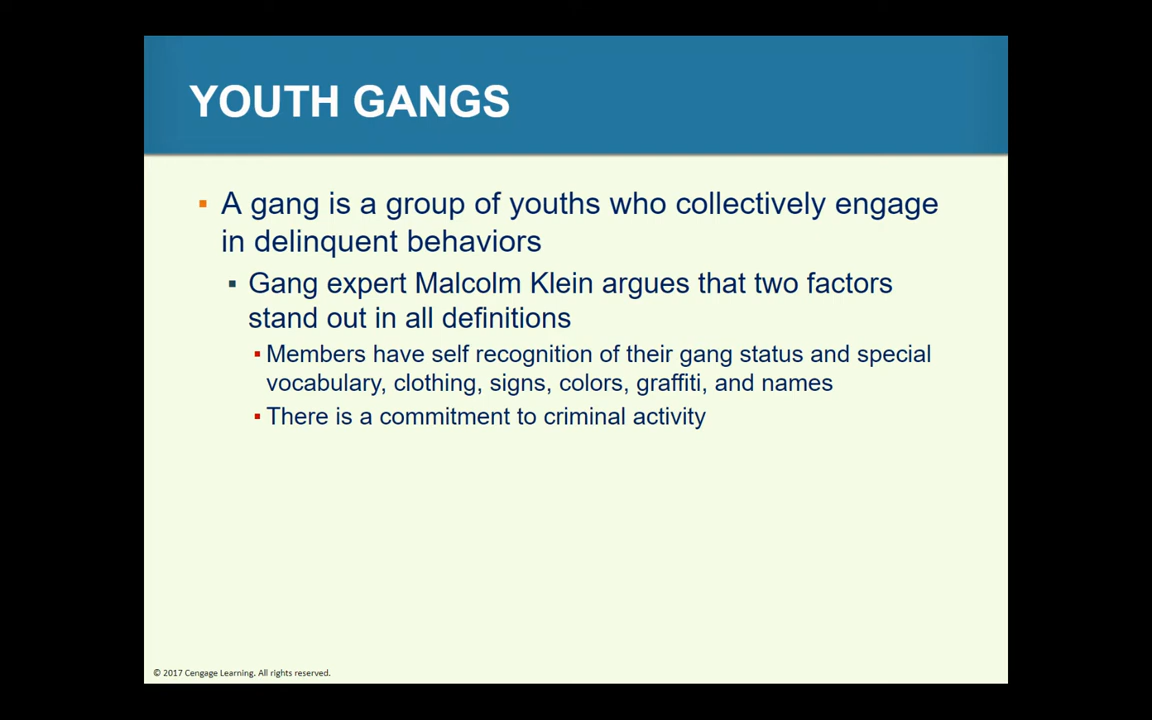 YOUTH GANGS
▪ A gang is a group of youths who collectively engage
in delinquent behaviors
▪ Gang expert Malcolm Klein argues that two factors
stand out in all definitions
▪ Members have self recognition of their gang status and special
vocabulary, clothing, signs, colors, graffiti, and names
▪ There is a commitment to criminal activity
© 2017 Cengage Learning. All rights reserved.